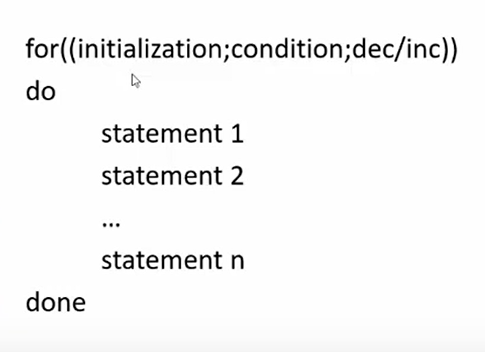 for((initialization;condition;dec/inc))
do
statement 1
statement 2
...
statement n
done